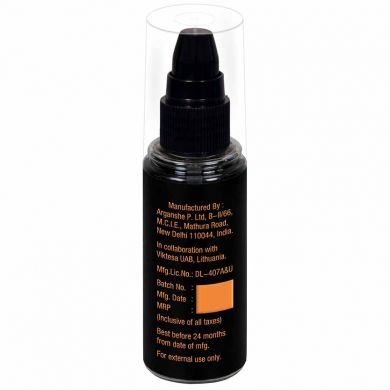 Manufactured By :
Arganshe P. Ltd, B-II/66,
M.C.I.E., Mathura Road,
New Delhi 110044, India.
In collaboration with
Viktesa UAB, Lithuania.
Mfg.Lic.No.: DL-407A&U
Batch No. :
Mfg. Date :
MRP :
(Inclusive of all taxes)
Best before 24 months
from date of mfg.
For external use only.